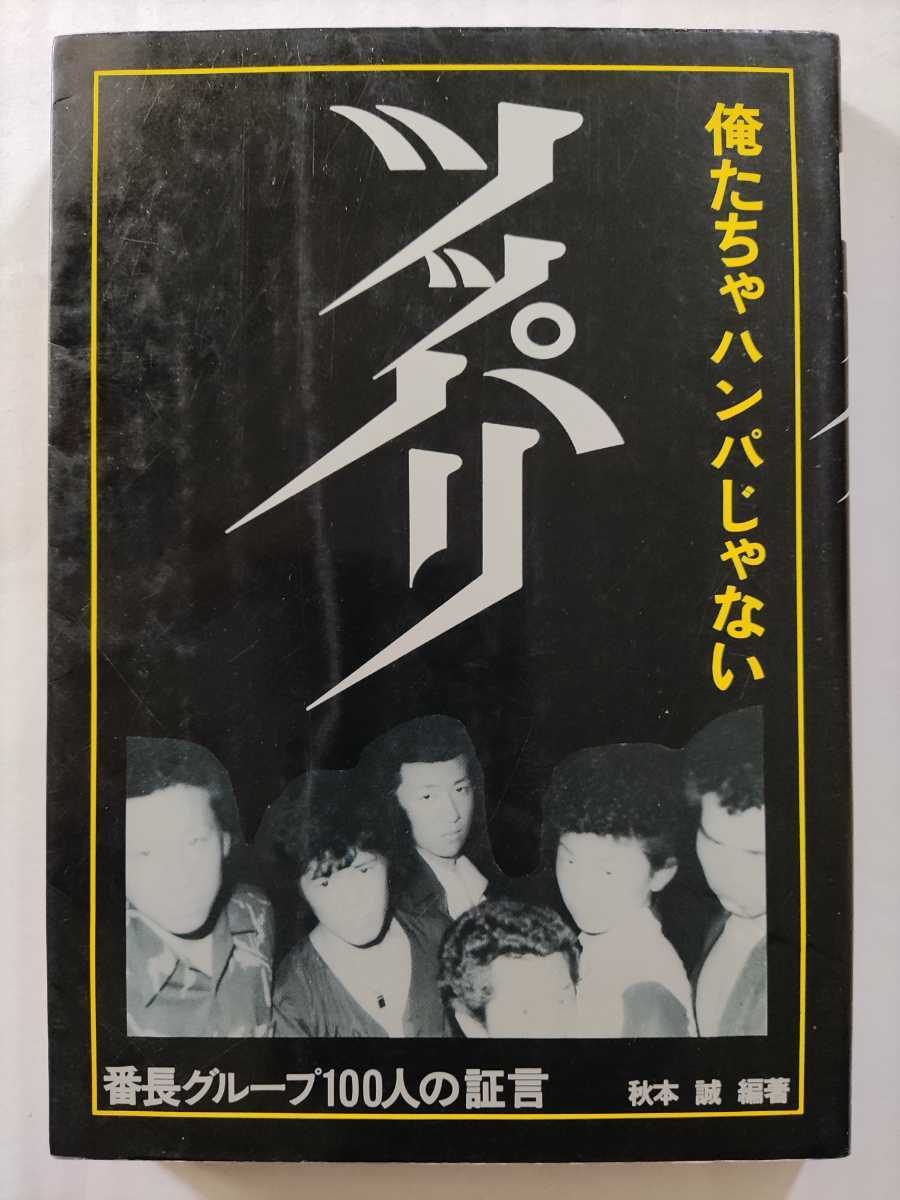 俺たちゃハンパじゃない
ツッパリ
番長グループ100人の証言
秋本 誠 編著